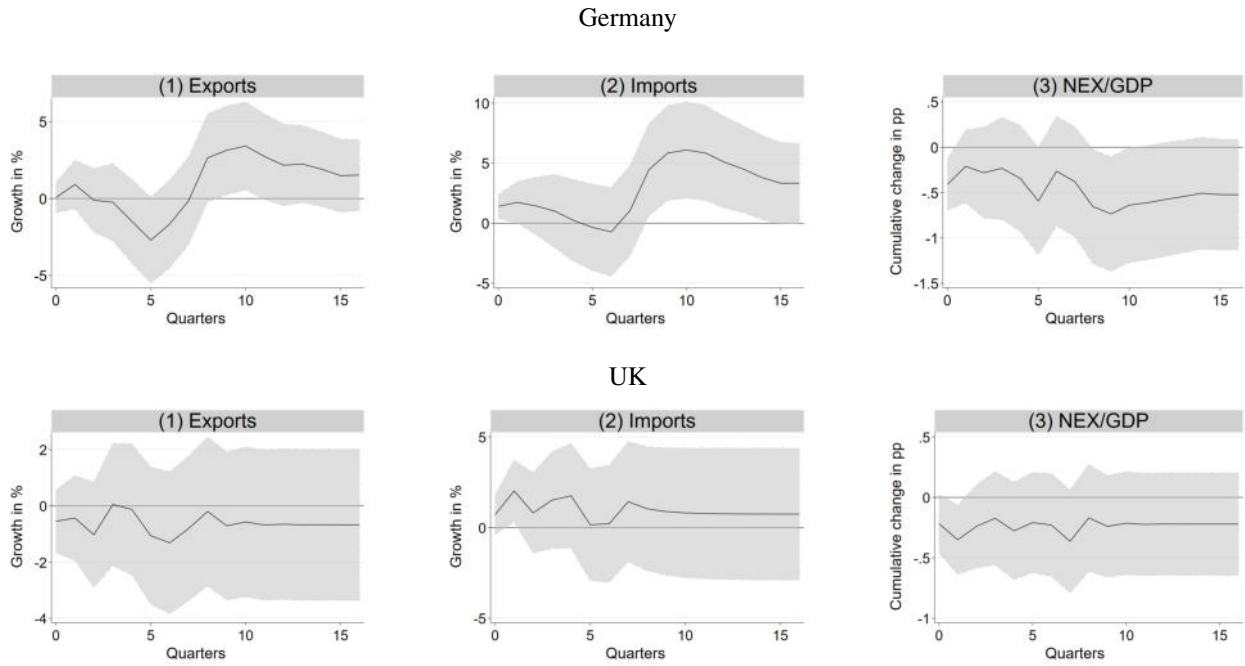 Germany
(1) Exports
Growth in %
5
0
-5
0 5 10 15
Quarters
(2) Imports
Growth in %
10
5
0
-5
0 5 10 15
Quarters
(3) NEX/GDP
Cumulative change in pp
.5
0
-.5
-1
-1.5
0 5 10 15
Quarters
UK
(1) Exports
Growth in %
2
0
-2
-4
0 5 10 15
Quarters
(2) Imports
Growth in %
5
0
-5
0 5 10 15
Quarters
(3) NEX/GDP
Cumulative change in pp
.5
0
-.5
-1
0 5 10 15
Quarters